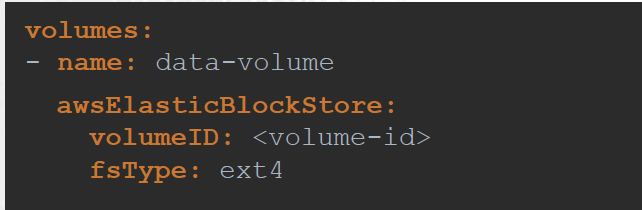 volumes:
- name: data-volume
awsElasticBlockStore:
volumeID: <volume-id>
fsType: ext4